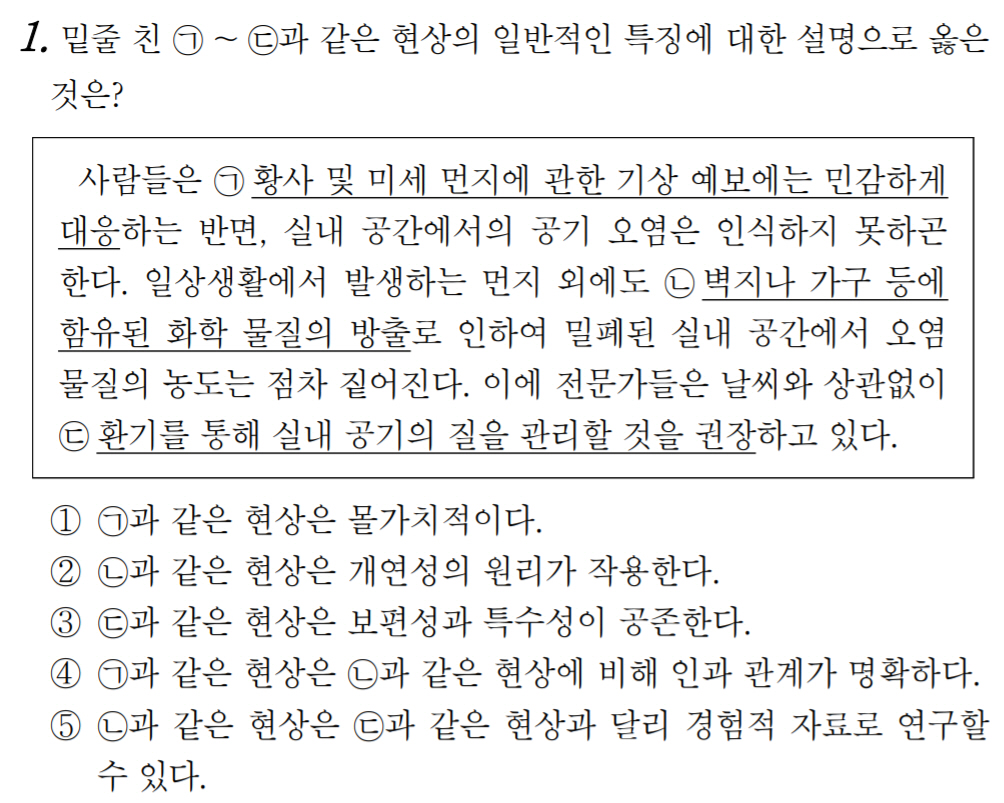 1. 밑줄 친 ㉠ ~ ㉢과 같은 현상의 일반적인 특징에 대한 설명으로 옳은
것은?
사람들은 ㉠ 황사 및 미세 먼지에 관한 기상 예보에는 민감하게
대응하는 반면, 실내 공간에서의 공기 오염은 인식하지 못하곤
한다. 일상생활에서 발생하는 먼지 외에도 ㉡ 벽지나 가구 등에
함유된 화학 물질의 방출로 인하여 밀폐된 실내 공간에서 오염
물질의 농도는 점차 짙어진다. 이에 전문가들은 날씨와 상관없이
㉢ 환기를 통해 실내 공기의 질을 관리할 것을 권장하고 있다.
① ㉠과 같은 현상은 몰가치적이다.
② ㉡과 같은 현상은 개연성의 원리가 작용한다.
③ ㉢과 같은 현상은 보편성과 특수성이 공존한다.
④ ㉠과 같은 현상은 ㉡과 같은 현상에 비해 인과 관계가 명확하다.
⑤ ㉡과 같은 현상은 ㉢과 같은 현상과 달리 경험적 자료로 연구할
수 있다.